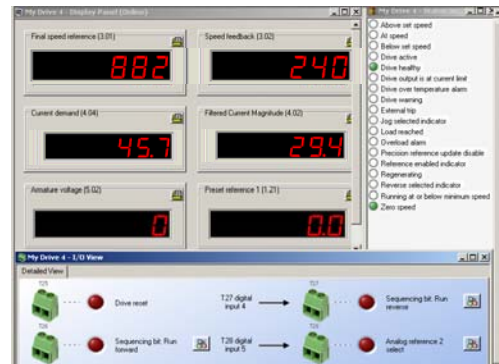 My Drive 4 - Display Panel (Online)
Final speed reference (3.01)
882
Speed feedback (3.02)
240
Current demand (4.04)
45.7
Filtered Current Magnitude (4.02)
29.4
Armature voltage (5.02)
0
Preset reference 1 (1.21)
0.0
My Drive 4 -
Above set speed
At speed
Below set speed
Drive active
Drive healthy
Drive output is at current limit
Drive over temperature alarm
Drive warning
External trip
Jog selected indicator
Load reached
Overload alarm
Precision reference update disable
Reference enabled indicator
Regenerating
Reverse selected indicator
Running at or below minimum speed
Zero speed
My Drive 4 - I/O View
Detailed View
Drive reset
T27 digital
input 4
Sequencing bit: Run
reverse
Sequencing bit: Run
forward
T28 digital
input 5
Analog reference 2
select